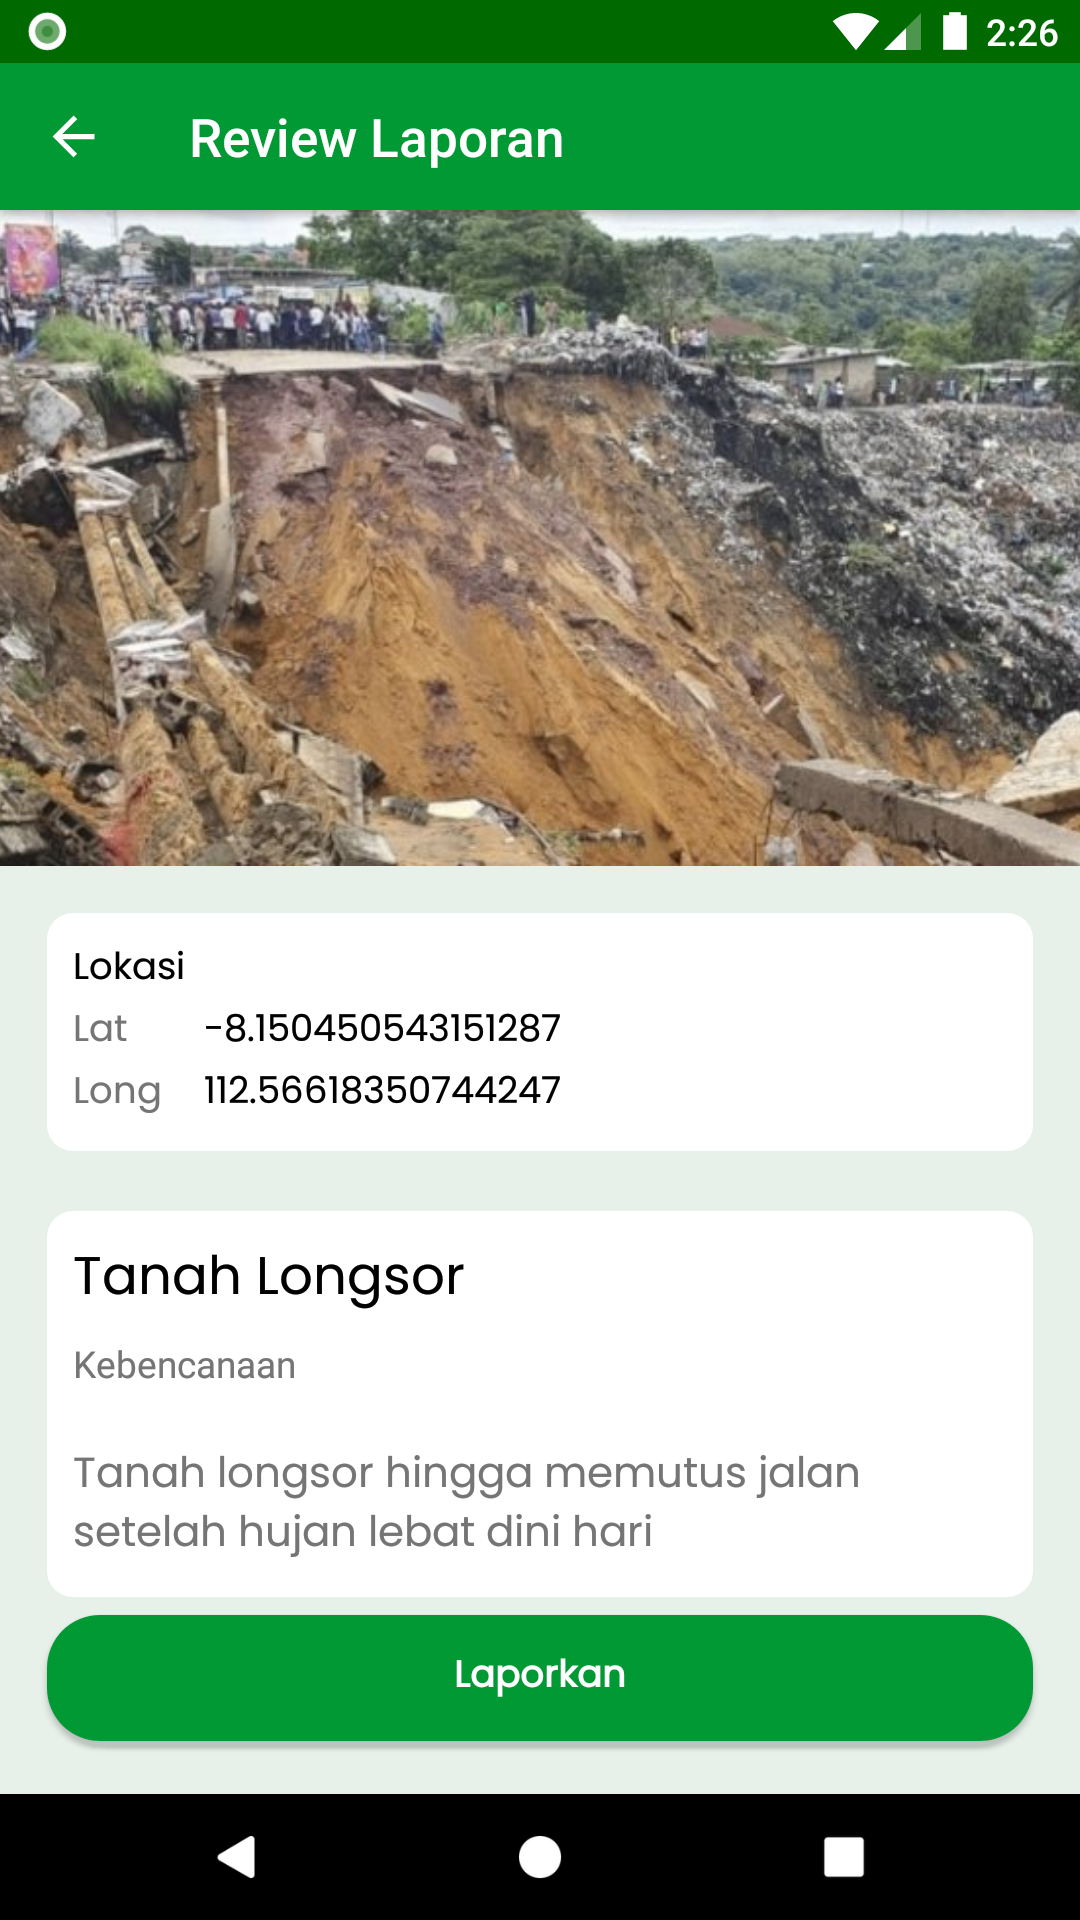 2:26
Review Laporan
Lokasi
Lat -8.150450543151287
Long 112.56618350744247
Tanah Longsor
Kebencanaan
Tanah longsor hingga memutus jalan
setelah hujan lebat dini hari
Laporkan